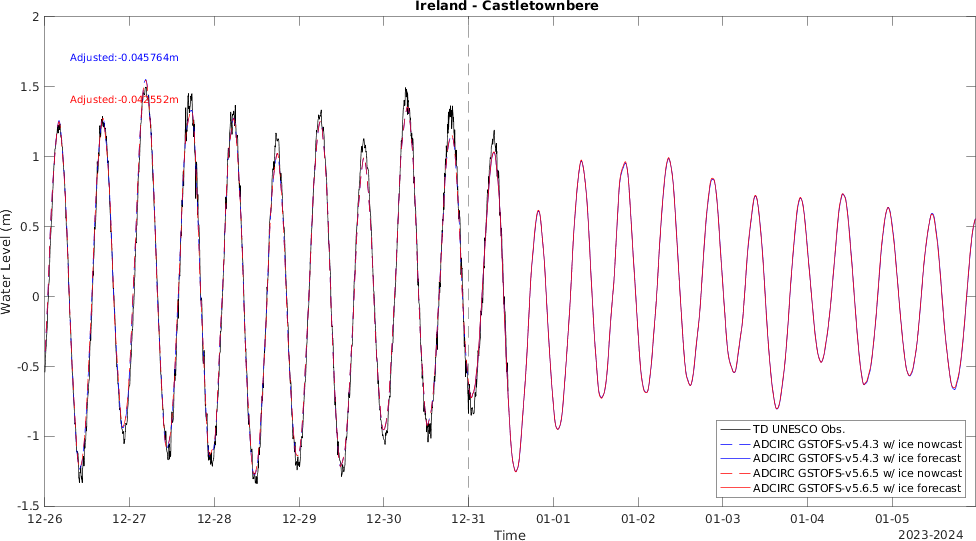 Ireland - Castletownbere
2
1.5
1
0.5
0
-0.5
-1
-1.5
Water Level (m)
Adjusted:-0.045764m
Adjusted:-0.042552m
TD UNESCO Obs.
ADCIRC GSTOFS-v5.4.3 w/ ice nowcast
ADCIRC GSTOFS-v5.4.3 w/ ice forecast
ADCIRC GSTOFS-v5.6.5 w/ ice nowcast
ADCIRC GSTOFS-v5.6.5 w/ ice forecast
12-26 12-27 12-28 12-29 12-30 12-31 01-01 01-02 01-03 01-04 01-05
Time
2023-2024